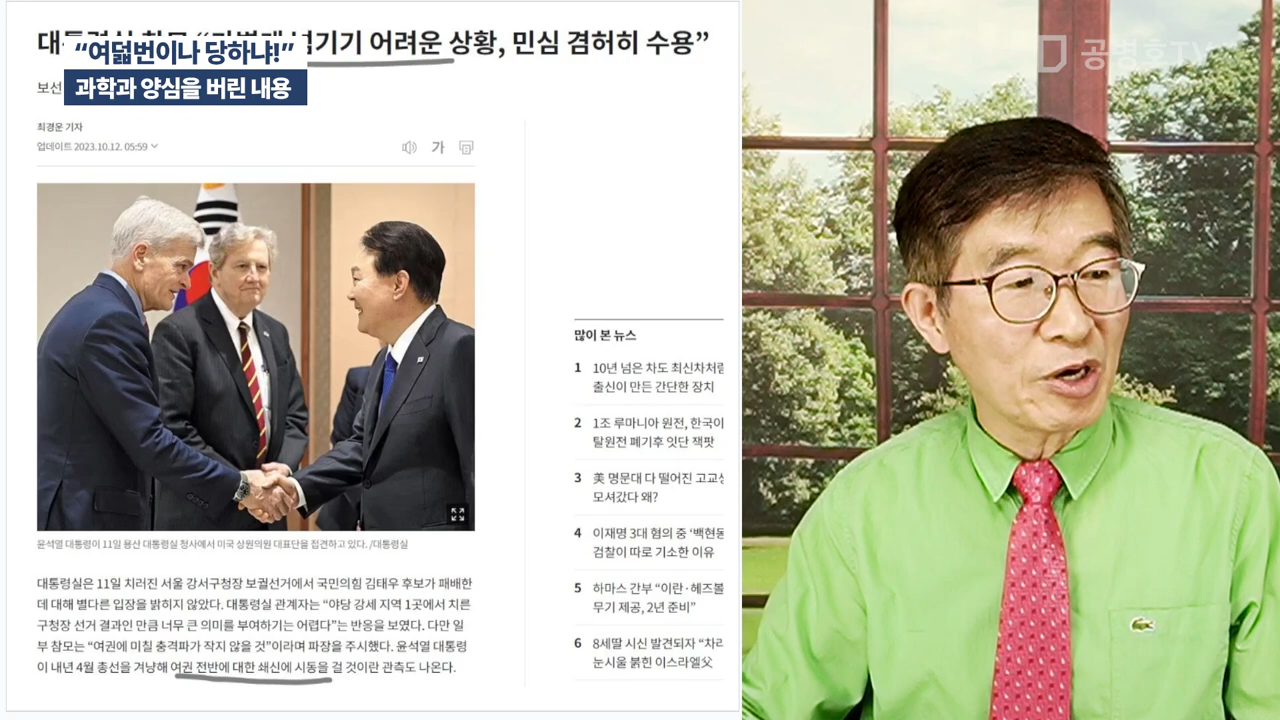 어려운 상황, 민심 겸허히 수용”
“여덟번이나 당하냐!”
과학과 양심을 버린 내용
보선
최경운 기자
업데이트 2023.10.12. 05:59
가
윤석열 대통령이 11일 용산 대통령실 청사에서 미국 상원의원 대표단을 접견하고 있다. /대통령실
대통령실은 11일 치러진 서울 강서구청장 보궐선거에서 국민의힘 김태우 후보가 패배한
데 대해 별다른 입장을 밝히지 않았다. 대통령실 관계자는 “야당 강세 지역 1곳에서 치른
구청장 선거 결과인 만큼 너무 큰 의미를 부여하기는 어렵다”는 반응을 보였다. 다만 일
부 참모는 “여권에 미칠 충격파가 작지 않을 것”이라며 파장을 주시했다. 윤석열 대통령
이 내년 4월 총선을 겨냥해 여권 전반에 대한 쇄신에 시동을 걸 것이란 관측도 나온다.
많이 본 뉴스
1 10년 넘은 차도 최신차처럼
출신이 만든 간단한 장치
2 1조 루마니아 원전, 한국이
탈원전 폐기후 잇단 잭팟
3 美 명문대 다 떨어진 고교생
모셔갔다 왜?
4 이재명 3대 혐의 중 ‘백현동
검찰이 따로 기소한 이유
5 하마스 간부 “이란·헤즈볼
무기 제공, 2년 준비”
6 8세딸 시신 발견되자 “차라
눈시울 붉힌 이스라엘父
공병호TV